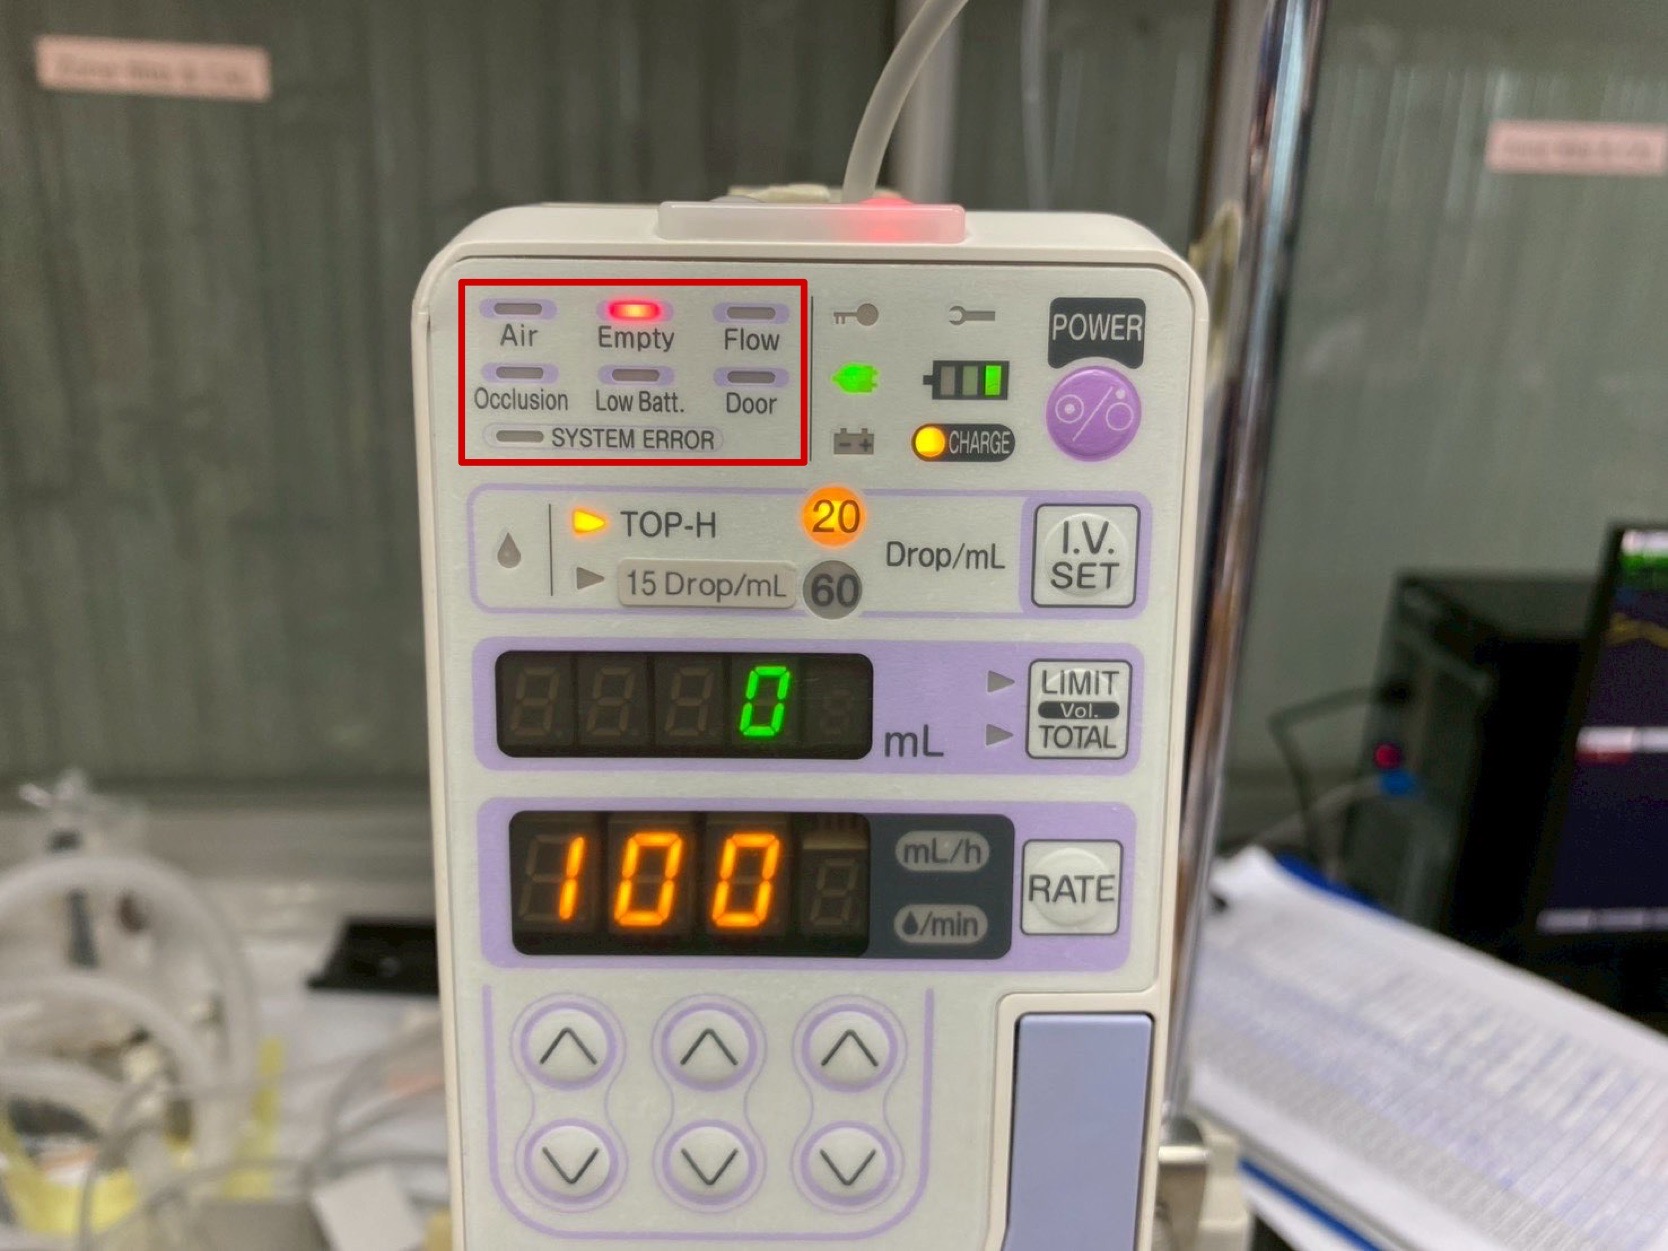 Air Empty Flow
Occlusion Low Batt. Door
SYSTEM ERROR
CHARGE
POWER
TOP-H
15 Drop/mL
20
60
Drop/mL
I.V.
SET
0
mL
LIMIT
Vol.
TOTAL
100
mL/h
/min
RATE